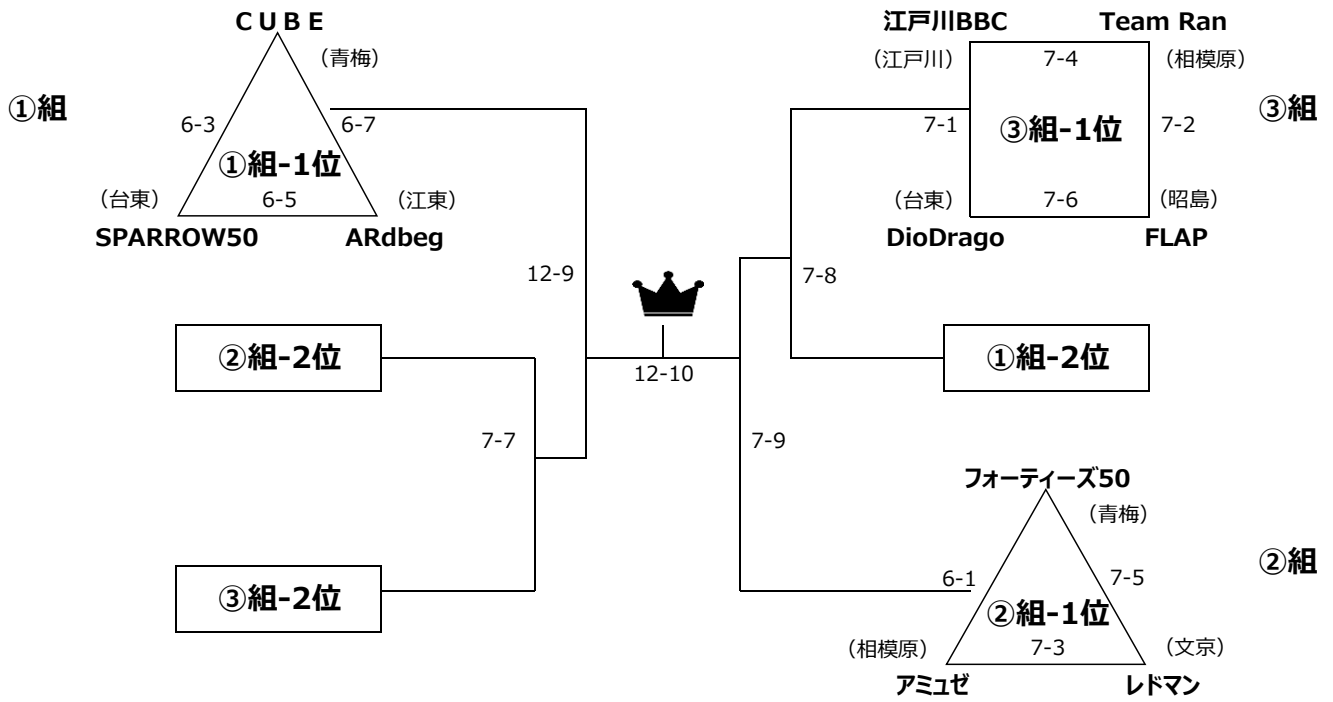 ＣＵＢＥ
（青梅）
①組
6-3
6-7
①組-1位
（台東）
6-5
（江東）
SPARROW50
ARdbeg
江戸川BBC
Team Ran
（江戸川）
7-4
（相模原）
③組
7-1
③組-1位
7-2
（台東）
7-6
（昭島）
DioDrago
FLAP
12-9
7-8
②組-2位
12-10
①組-2位
7-7
7-9
③組-2位
フォーティーズ50
（青梅）
②組
6-1
7-5
②組-1位
（相模原）
7-3
（文京）
アミュゼ
レドマン